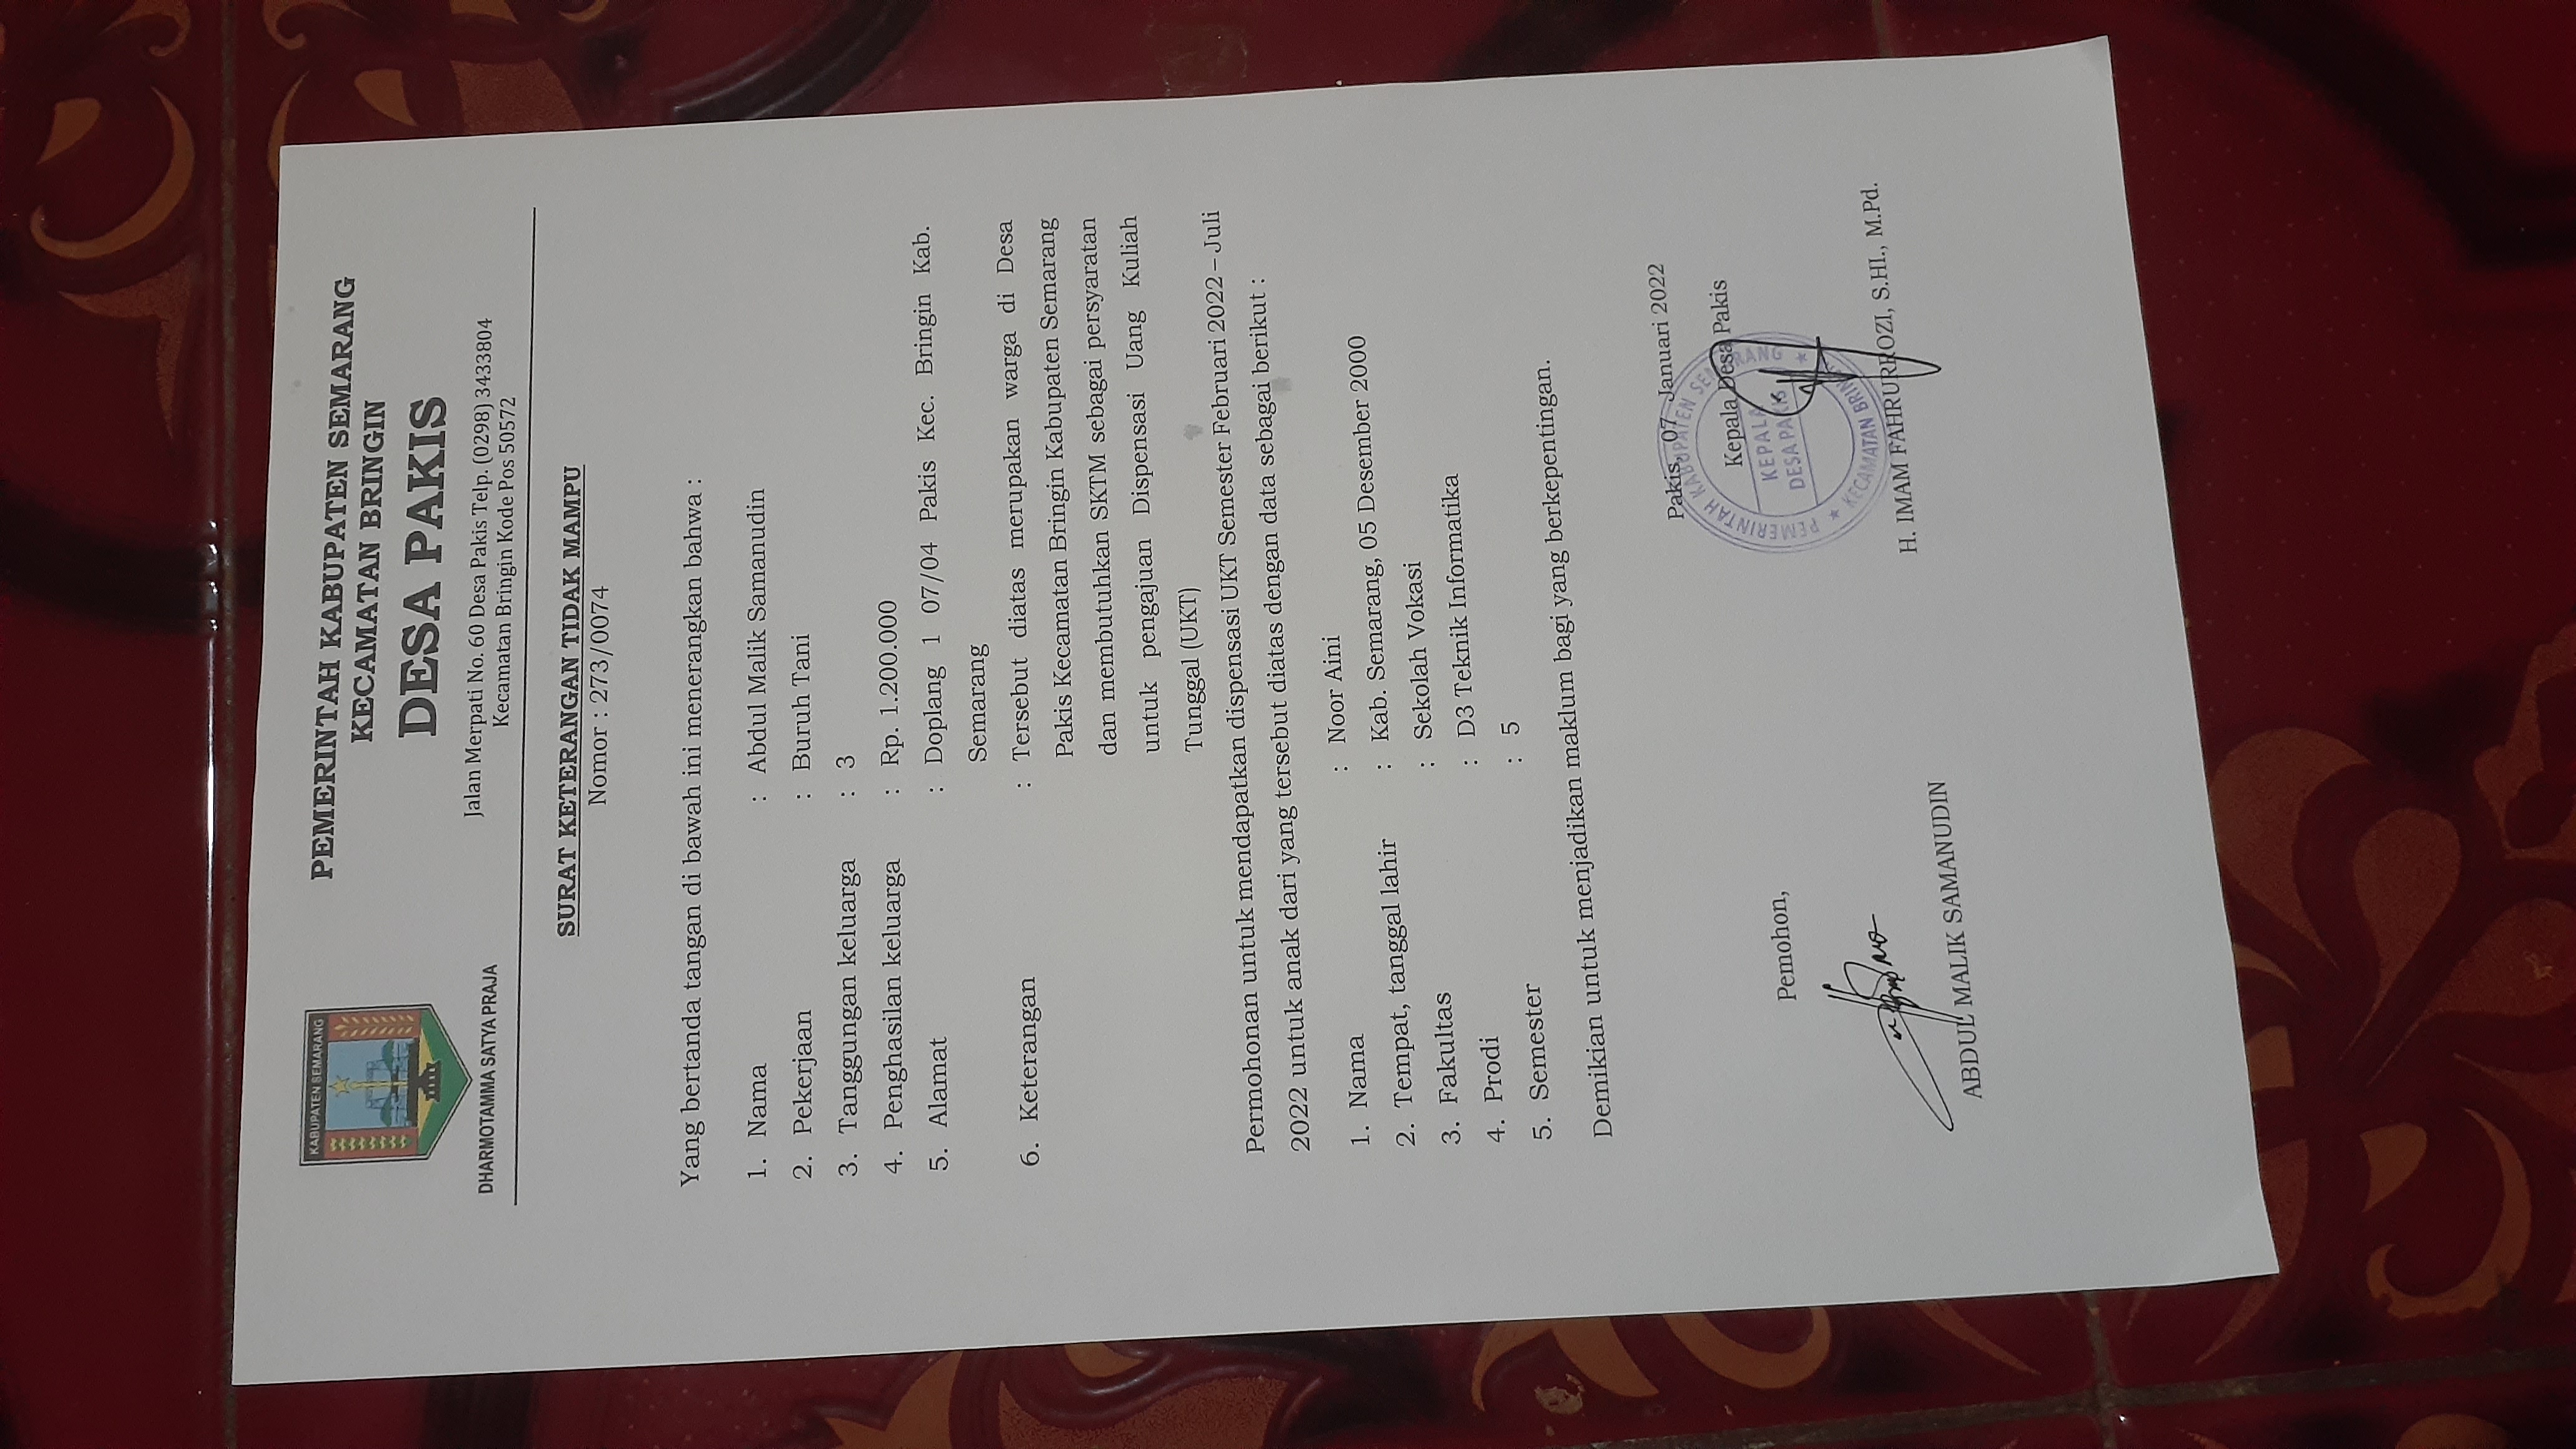 KABUPATEN SEMARANG
DHARMOTAMMA SATYA PRAJA
PEMERINTAH KABUPATEN SEMARANG
KECAMATAN BRINGIN
DESA PAKIS
Jalan Merpati No. 60 Desa Pakis Telp. (0298) 3433804
Kecamatan Bringin Kode Pos 50572
SURAT KETERANGAN TIDAK MAMPU
Nomor : 273/0074
Yang bertanda tangan di bawah ini menerangkan bahwa :
1. Nama : Abdul Malik Samanudin
2. Pekerjaan : Buruh Tani
3. Tanggungan keluarga : 3
4. Penghasilan keluarga : Rp. 1.200.000
5. Alamat : Doplang 1 07/04 Pakis Kec. Bringin Kab.
Semarang
6. Keterangan : Tersebut diatas merupakan warga di Desa
Pakis Kecamatan Bringin Kabupaten Semarang
dan membutuhkan SKTM sebagai persyaratan
untuk pengajuan Dispensasi Uang Kuliah
Tunggal (UKT)
Permohonan untuk mendapatkan dispensasi UKT Semester Februari 2022 – Juli
2022 untuk anak dari yang tersebut diatas dengan data sebagai berikut :
1. Nama : Noor Aini
2. Tempat, tanggal lahir : Kab. Semarang, 05 Desember 2000
3. Fakultas : Sekolah Vokasi
4. Prodi : D3 Teknik Informatika
5. Semester : 5
Demikian untuk menjadikan maklum bagi yang berkepentingan.
Pakis, 07 Januari 2022
Pemohon,
Kepala Desa Pakis
PEMERINTAH KABUPATEN SEMARANG
KEPALA
DESA PAKIS
KECAMATAN BRINGIN
ABDUL MALIK SAMANUDIN
H. IMAM FAHRURROZI, S.HI., M.Pd.